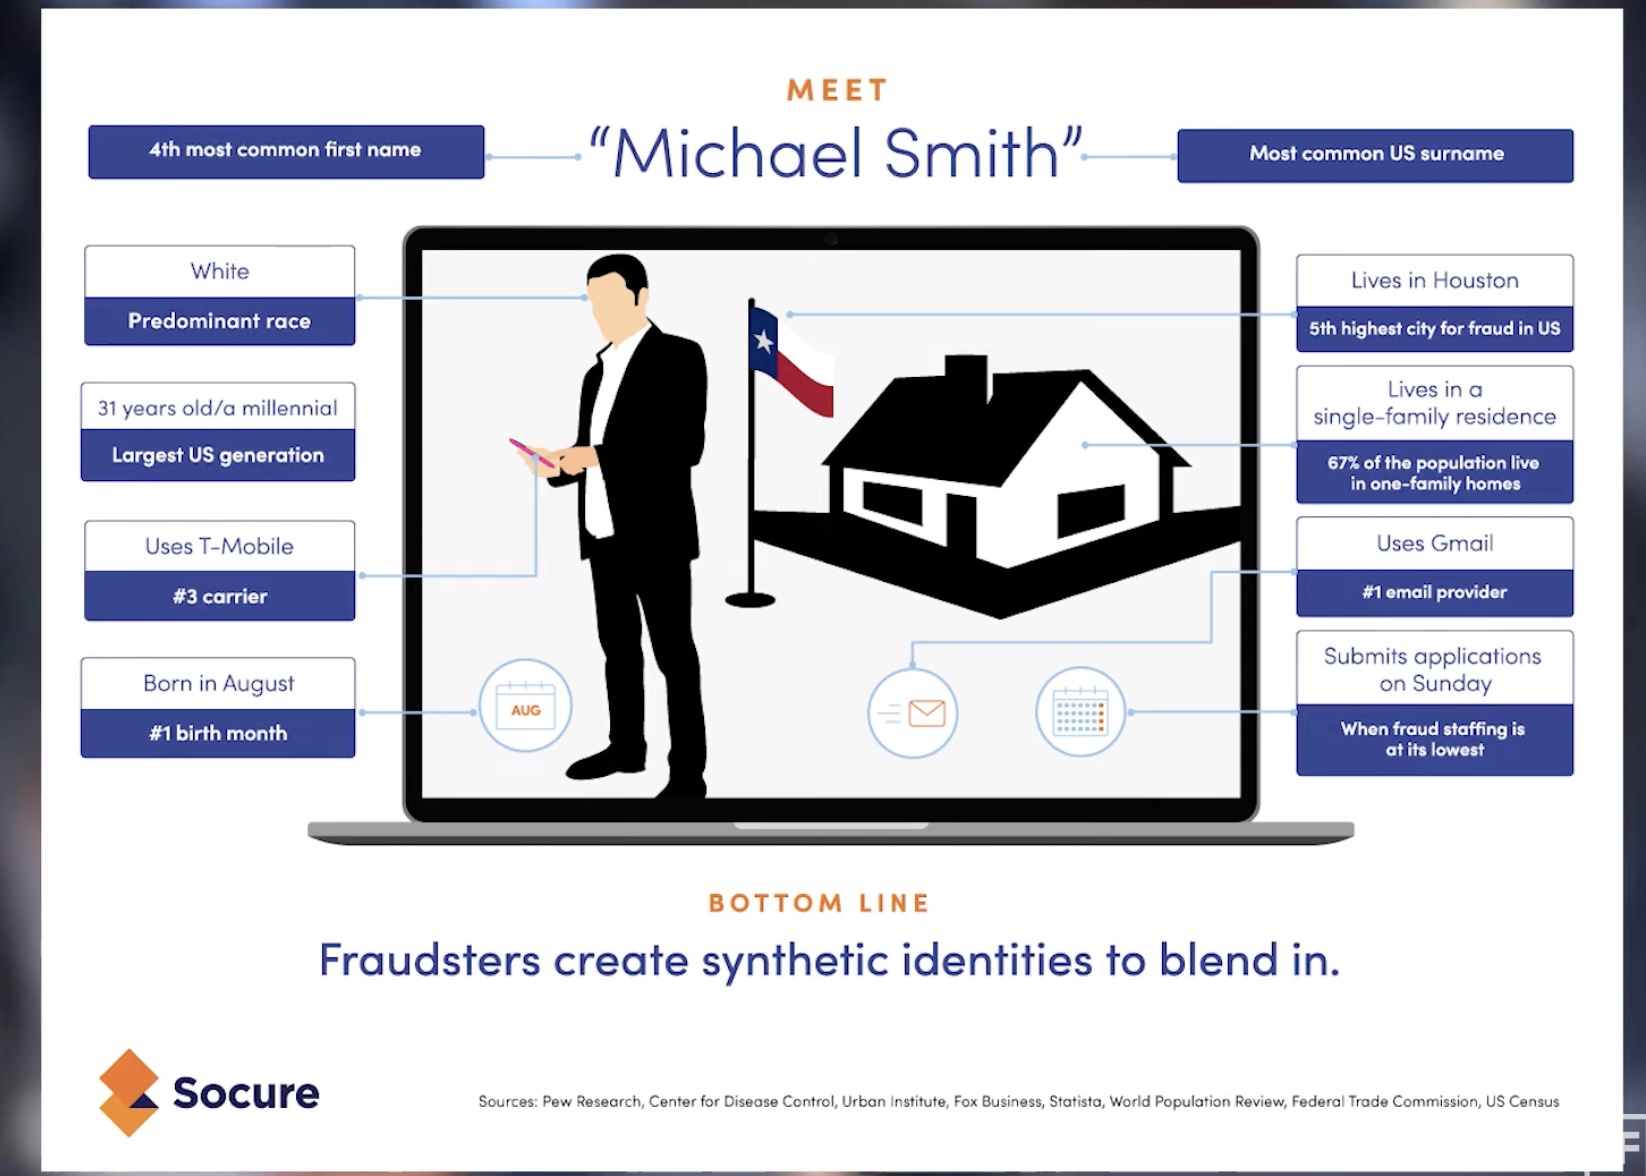 MEET
4th most common first name
“Michael Smith”
Most common US surname
White
Predominant race
31 years old/a millennial
Largest US generation
Uses T-Mobile
#3 carrier
Born in August
#1 birth month
AUG
Lives in Houston
5th highest city for fraud in US
Lives in a
single-family residence
67% of the population live
in one-family homes
Uses Gmail
#1 email provider
Submits applications
on Sunday
When fraud staffing is
at its lowest
BOTTOM LINE
Fraudsters create synthetic identities to blend in.
Socure
Sources: Pew Research, Center for Disease Control, Urban Institute, Fox Business, Statista, World Population Review, Federal Trade Commission, US Census